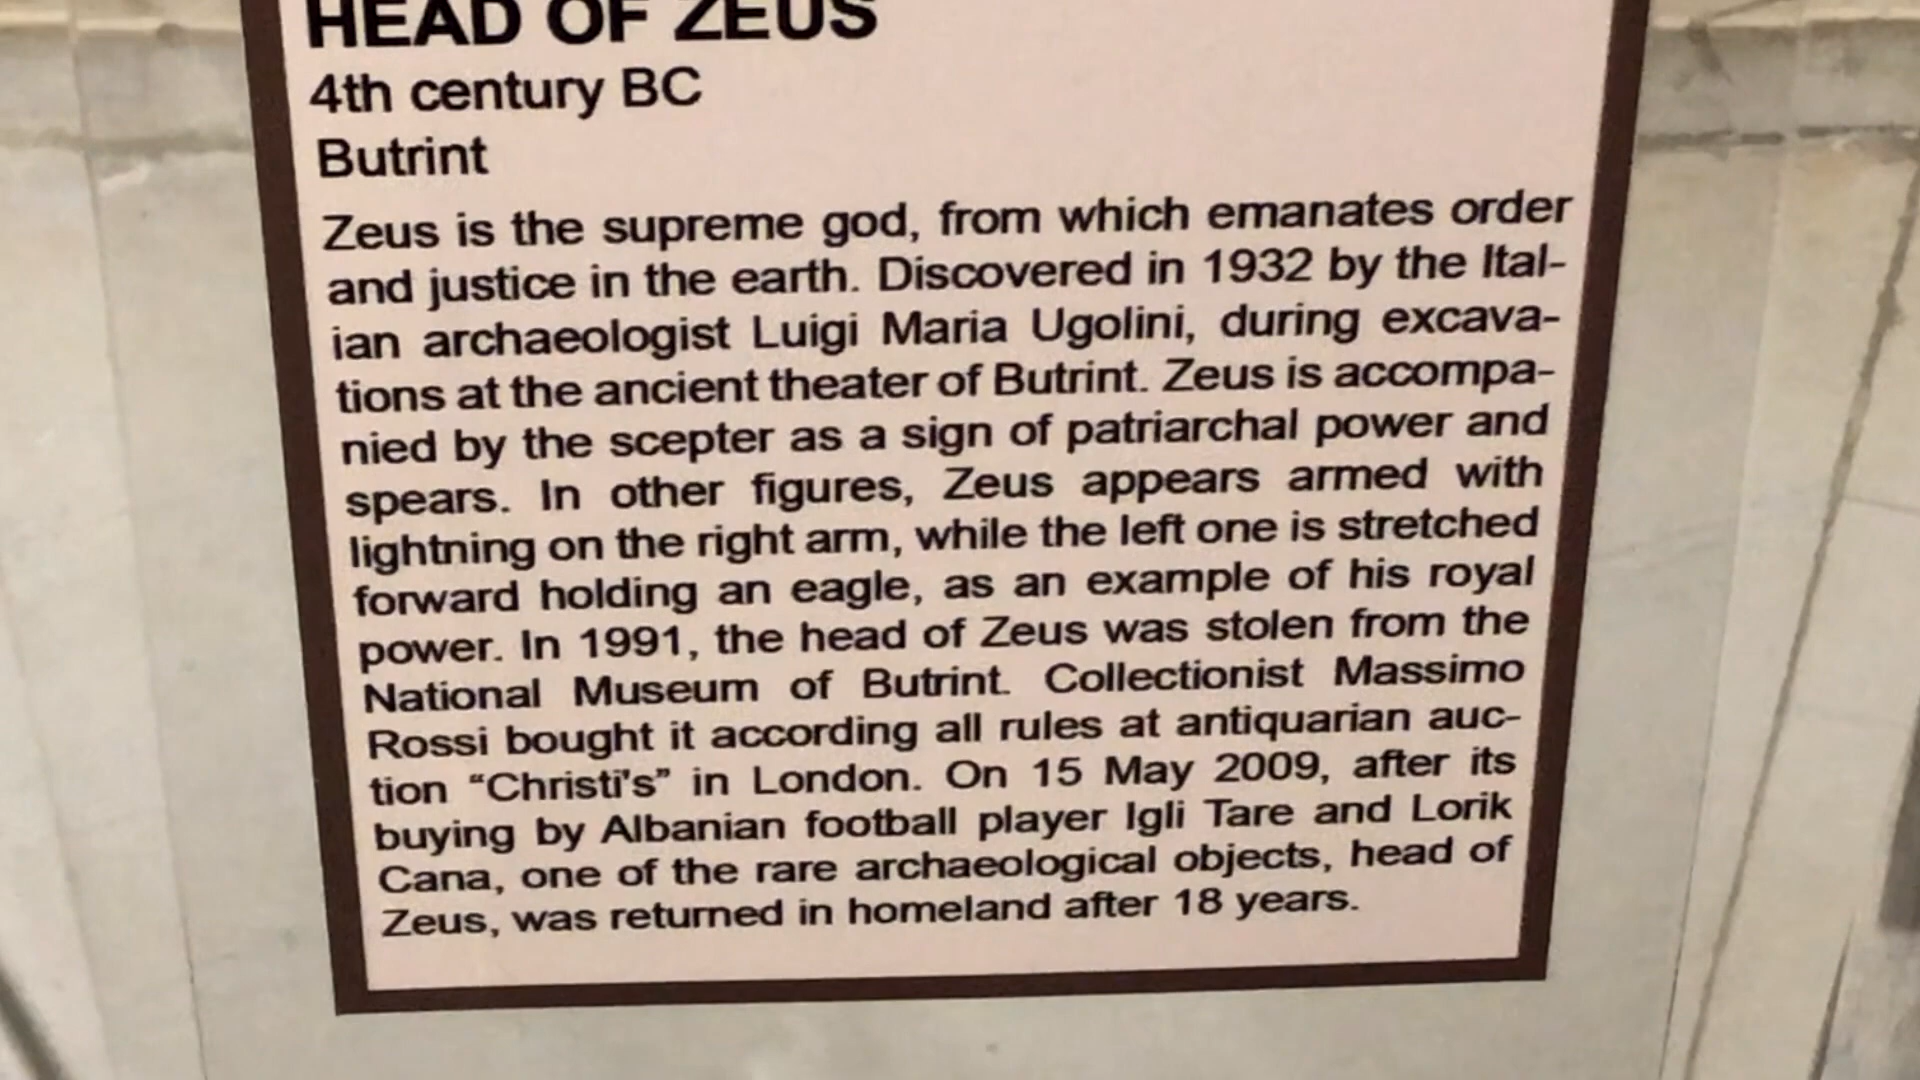 HEAD OF ZEUS
4th century BC
Butrint
Zeus is the supreme god, from which emanates order
and justice in the earth. Discovered in 1932 by the Ital-
ian archaeologist Luigi Maria Ugolini, during excava-
tions at the ancient theater of Butrint. Zeus is accompa-
nied by the scepter as a sign of patriarchal power and
spears. In other figures, Zeus appears armed with
lightning on the right arm, while the left one is stretched
forward holding an eagle, as an example of his royal
power. In 1991, the head of Zeus was stolen from the
National Museum of Butrint. Collectionist Massimo
Rossi bought it according all rules at antiquarian auc-
tion “Christi's” in London. On 15 May 2009, after its
buying by Albanian football player Igli Tare and Lorik
Cana, one of the rare archaeological objects, head of
Zeus, was returned in homeland after 18 years.